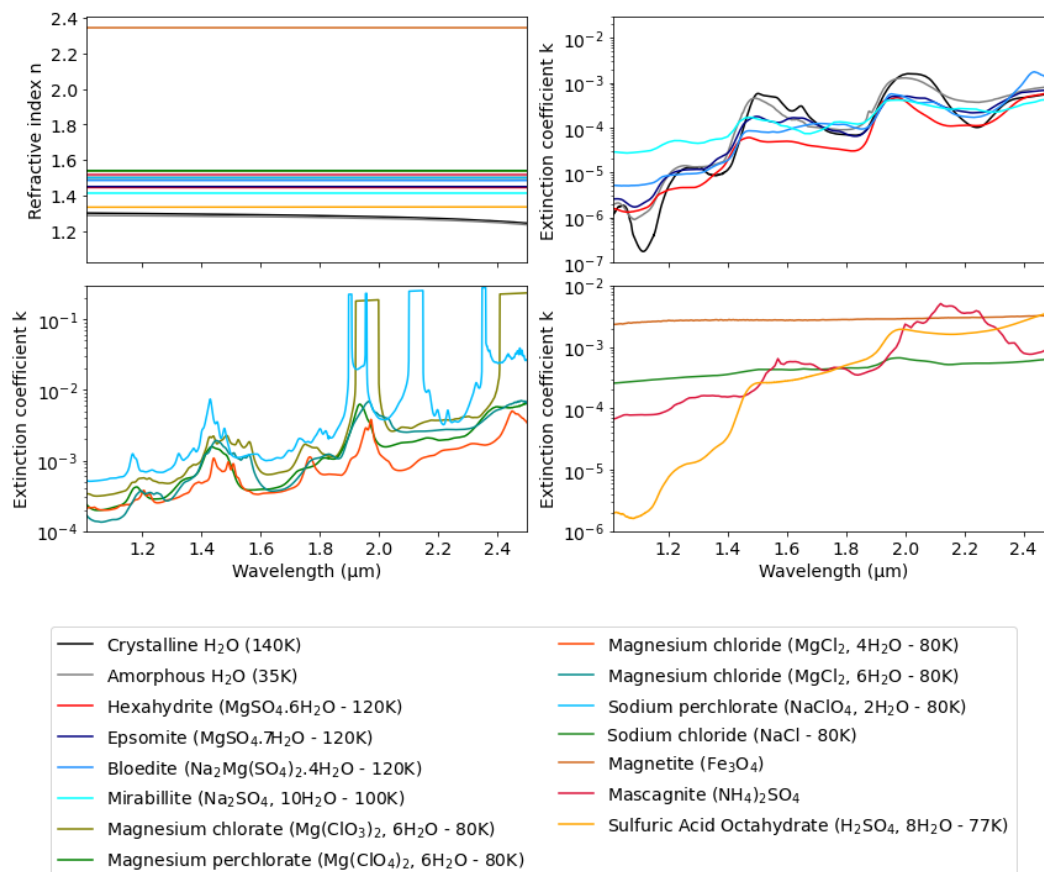 2.4
2.2
2.0
1.8
1.6
1.4
1.2
Refractive index n
10⁻²
10⁻³
10⁻⁴
10⁻⁵
10⁻⁶
10⁻⁷
Extinction coefficient k
10⁻¹
10⁻²
10⁻³
10⁻⁴
Extinction coefficient k
1.2 1.4 1.6 1.8 2.0 2.2 2.4
Wavelength (μm)
10⁻²
10⁻³
10⁻⁴
10⁻⁵
10⁻⁶
Extinction coefficient k
1.2 1.4 1.6 1.8 2.0 2.2 2.4
Wavelength (μm)
Crystalline H₂O (140K)
Amorphous H₂O (35K)
Hexahydrite (MgSO₄.6H₂O - 120K)
Epsomite (MgSO₄.7H₂O - 120K)
Bloedite (Na₂Mg(SO₄)₂.4H₂O - 120K)
Mirabillite (Na₂SO₄, 10H₂O - 100K)
Magnesium chlorate (Mg(ClO₃)₂, 6H₂O - 80K)
Magnesium perchlorate (Mg(ClO₄)₂, 6H₂O - 80K)
Magnesium chloride (MgCl₂, 4H₂O - 80K)
Magnesium chloride (MgCl₂, 6H₂O - 80K)
Sodium perchlorate (NaClO₄, 2H₂O - 80K)
Sodium chloride (NaCl - 80K)
Magnetite (Fe₃O₄)
Mascagnite (NH₄)₂SO₄
Sulfuric Acid Octahydrate (H₂SO₄, 8H₂O - 77K)